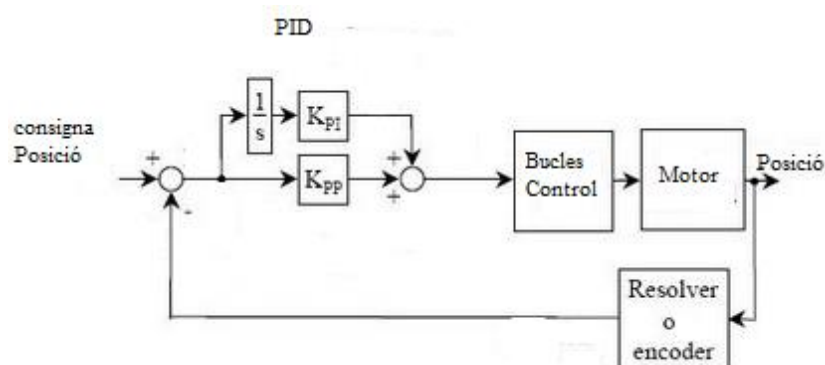 PID
consigna
Posició
+
-
1
s
K_PI
K_pp
+
+
Bucles
Control
Motor
Posició
Resolver
o
encoder